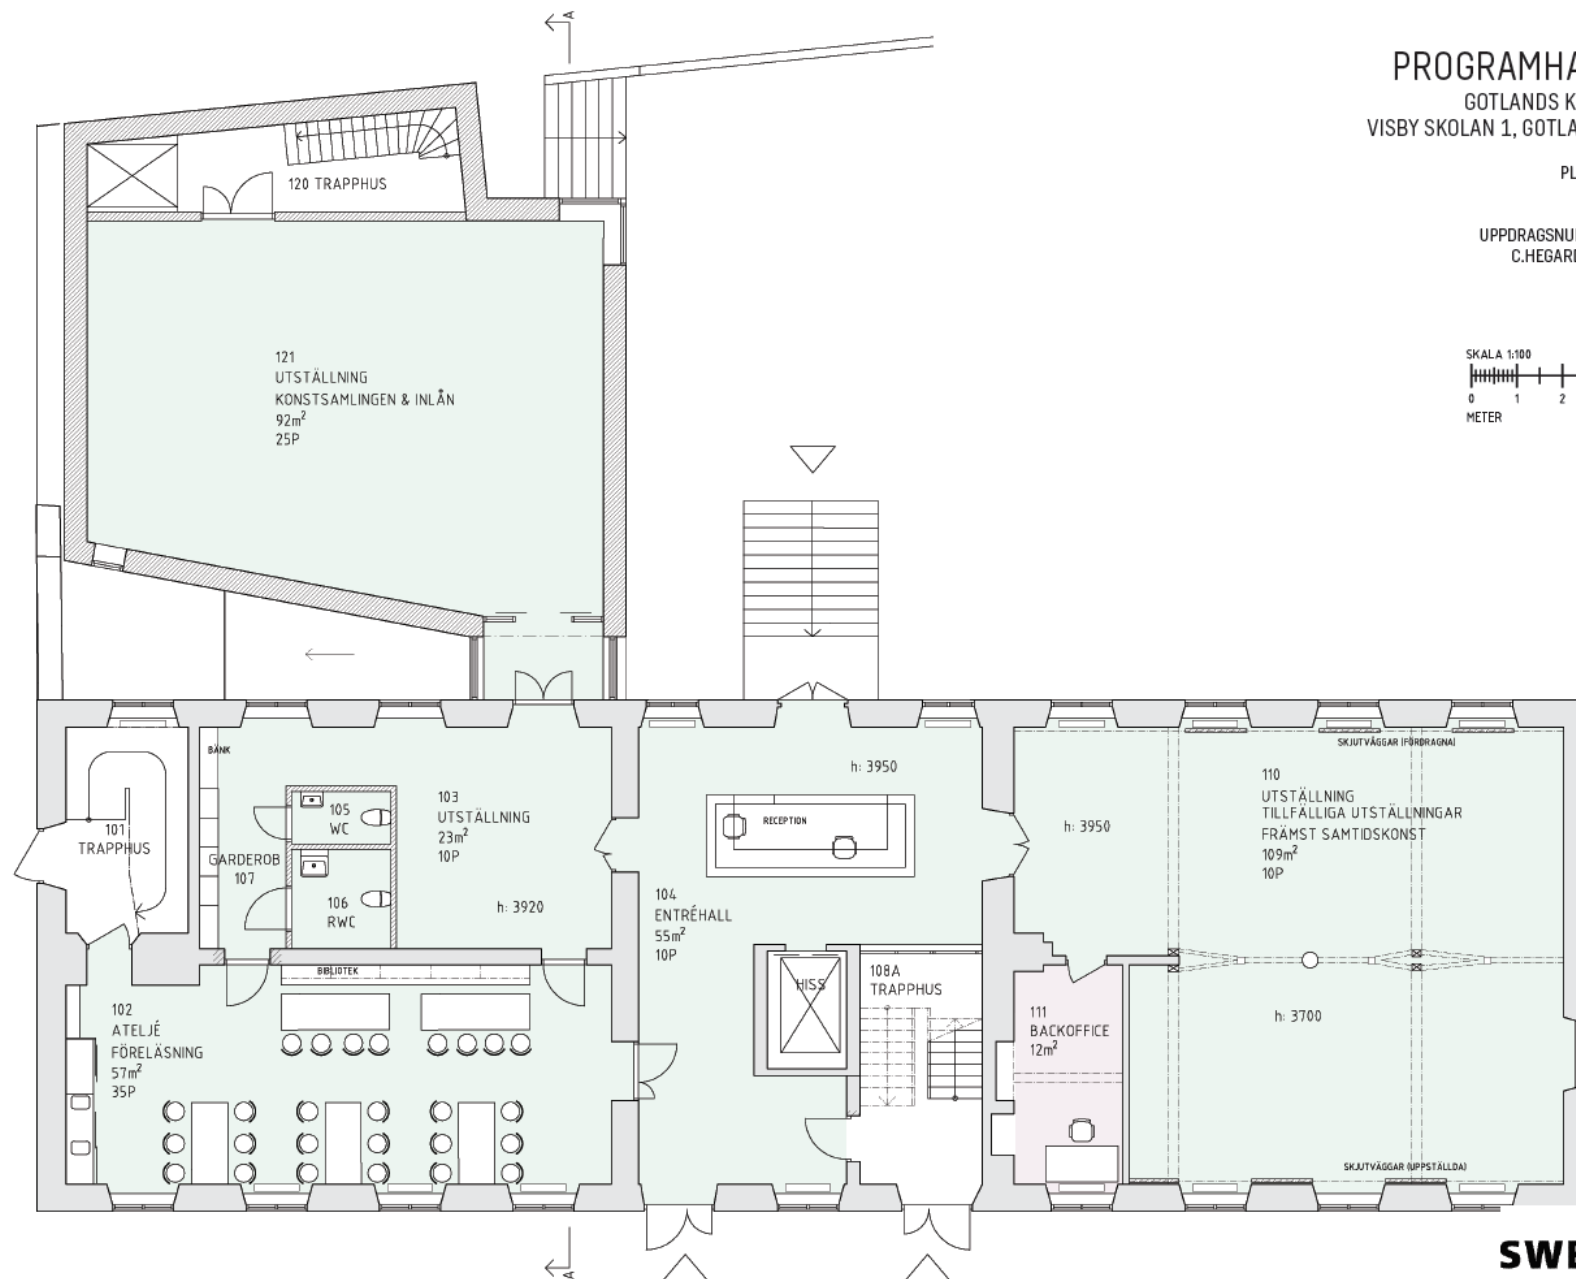 A
PROGRAMHA
GOTLANDS K
VISBY SKOLAN 1, GOTLA
PL
UPPDRAGSNU
C.HEGARD
SKALA 1:100
0 1 2
METER
120 TRAPPHUS
121
UTSTÄLLNING
KONSTSAMLINGEN & INLÅN
92m²
25P
BÄNK
101
TRAPPHUS
GARDEROB
107
105
WC
106
RWC
103
UTSTÄLLNING
23m²
10P
h: 3920
h: 3950
RECEPTION
104
ENTRÉHALL
55m²
10P
HISS
108A
TRAPPHUS
h: 3950
SKJUTVÄGGAR (FÖRDRAGNA)
110
UTSTÄLLNING
TILLFÄLLIGA UTSTÄLLNINGAR
FRÄMST SAMTIDSKONST
109m²
10P
111
BACKOFFICE
12m²
h: 3700
SKJUTVÄGGAR (UPPSTÄLLDA)
BIBLIOTEK
102
ATELJÉ
FÖRELÄSNING
57m²
35P
A
SWE